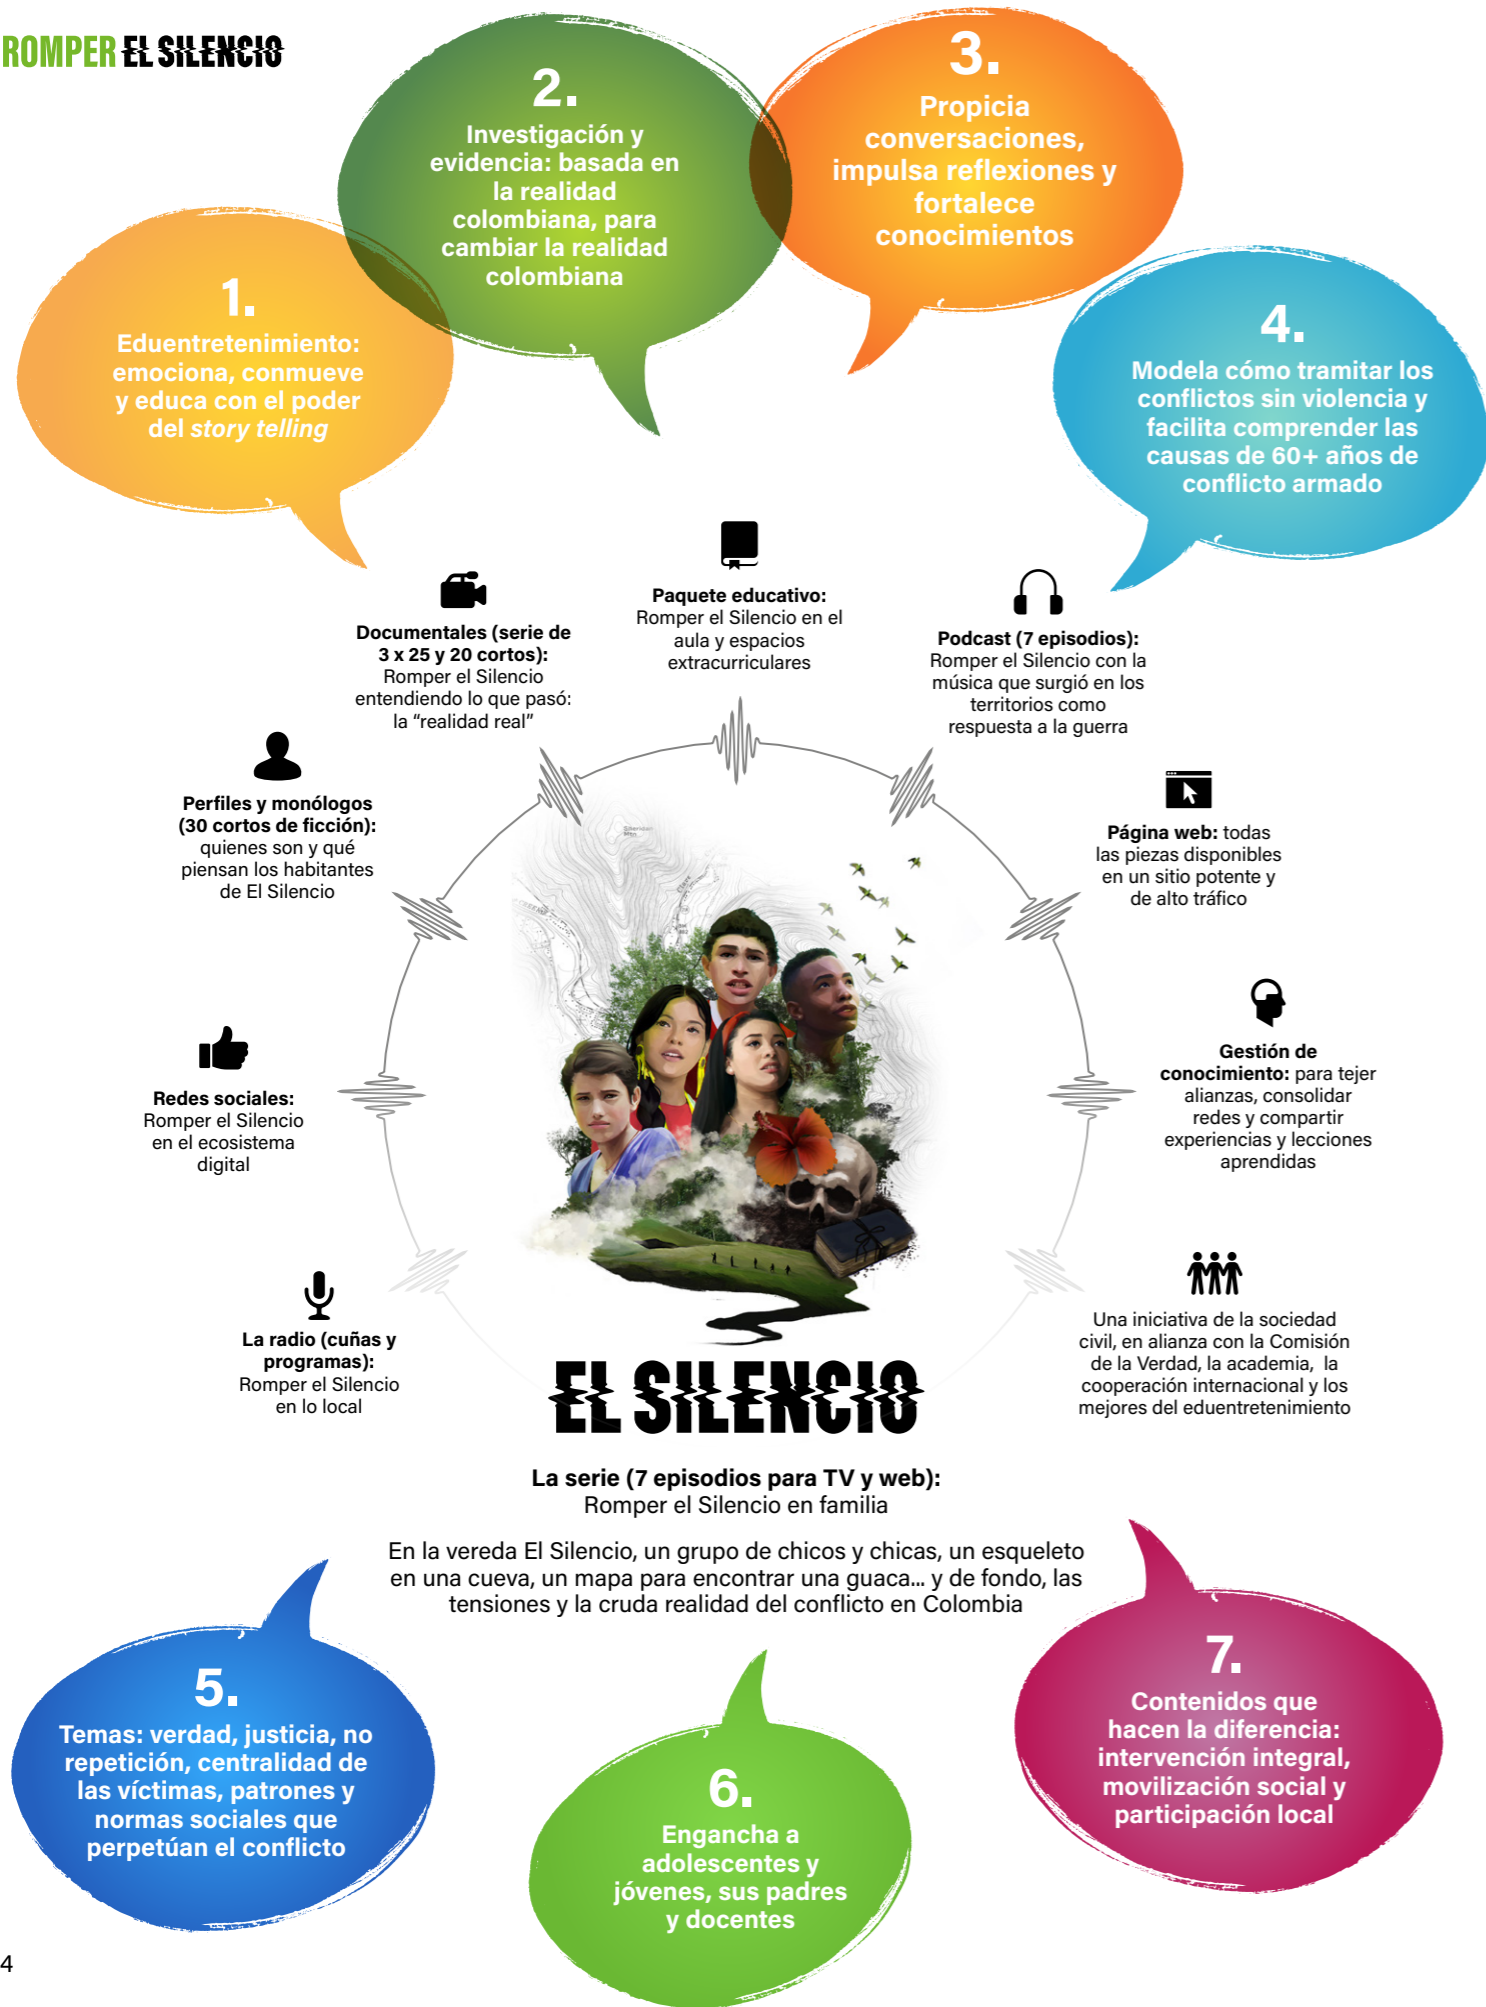 ROMPER EL SILENCIO
1.
Eduentretenimiento:
emociona, conmueve
y educa con el poder
del story telling
2.
Investigación y
evidencia: basada en
la realidad
colombiana, para
cambiar la realidad
colombiana
3.
Propicia
conversaciones,
impulsa reflexiones y
fortalece
conocimientos
4.
Modela cómo tramitar los
conflictos sin violencia y
facilita comprender las
causas de 60+ años de
conflicto armado
Paquete educativo:
Romper el Silencio en el
aula y espacios
extracurriculares
Documentales (serie de
3 x 25 y 20 cortos):
Romper el Silencio
entendiendo lo que pasó:
la “realidad real”
Podcast (7 episodios):
Romper el Silencio con la
música que surgió en los
territorios como
respuesta a la guerra
Perfiles y monólogos
(30 cortos de ficción):
quienes son y qué
piensan los habitantes
de El Silencio
Página web: todas
las piezas disponibles
en un sitio potente y
de alto tráfico
Redes sociales:
Romper el Silencio
en el ecosistema
digital
Gestión de
conocimiento: para tejer
alianzas, consolidar
redes y compartir
experiencias y lecciones
aprendidas
La radio (cuñas y
programas):
Romper el Silencio
en lo local
Una iniciativa de la sociedad
civil, en alianza con la Comisión
de la Verdad, la academia, la
cooperación internacional y los
mejores del eduentretenimiento
EL SILENCIO
La serie (7 episodios para TV y web):
Romper el Silencio en familia
En la vereda El Silencio, un grupo de chicos y chicas, un esqueleto
en una cueva, un mapa para encontrar una guaca... y de fondo, las
tensiones y la cruda realidad del conflicto en Colombia
5.
Temas: verdad, justicia, no
repetición, centralidad de
las víctimas, patrones y
normas sociales que
perpetúan el conflicto
6.
Engancha a
adolescentes y
jóvenes, sus padres
y docentes
7.
Contenidos que
hacen la diferencia:
intervención integral,
movilización social y
participación local
4